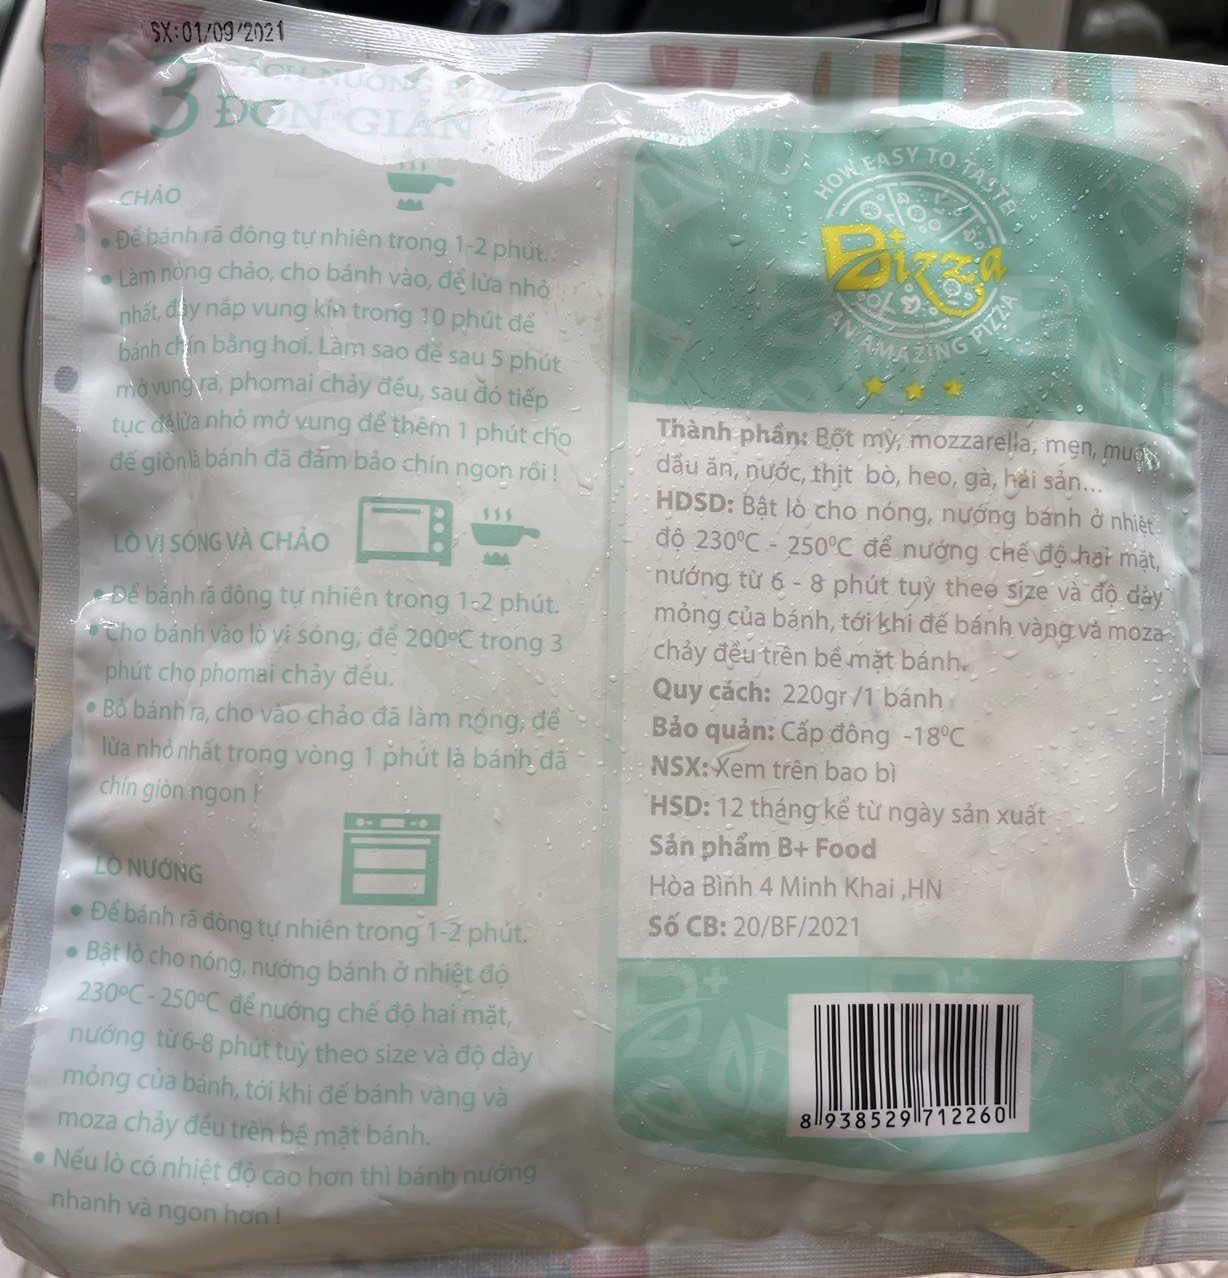 SX:01/09/2021
3 CÁCH NƯỚNG PIZZA
ĐƠN GIẢN
CHẢO
• Để bánh rã đông tự nhiên trong 1-2 phút.
• Làm nóng chảo, cho bánh vào, để lửa nhỏ
nhất, đậy nắp vung kín trong 10 phút để
bánh chín bằng hơi. Làm sao để sau 5 phút
mở vung ra, phomai chảy đều, sau đó tiếp
tục để lửa nhỏ mở vung để thêm 1 phút cho
đế giòn là bánh đã đảm bảo chín ngon rồi !
LÒ VI SÓNG VÀ CHẢO
• Để bánh rã đông tự nhiên trong 1-2 phút.
• Cho bánh vào lò vi sóng, để 200ºC trong 3
phút cho phomai chảy đều.
• Bỏ bánh ra, cho vào chảo đã làm nóng, để
lửa nhỏ nhất trong vòng 1 phút là bánh đã
chín giòn ngon !
LÒ NƯỚNG
• Để bánh rã đông tự nhiên trong 1-2 phút.
• Bật lò cho nóng, nướng bánh ở nhiệt độ
230ºC - 250ºC để nướng chế độ hai mặt,
nướng từ 6-8 phút tuỳ theo size và độ dày
mỏng của bánh, tới khi đế bánh vàng và
moza chảy đều trên bề mặt bánh.
• Nếu lò có nhiệt độ cao hơn thì bánh nướng
nhanh và ngon hơn !
HOW EASY TO TASTE
Bizza
AN AMAZING PIZZA
Thành phần: Bột mỳ, mozzarella, mẹn, muối,
dầu ăn, nước, thịt bò, heo, gà, hải sản...
HDSD: Bật lò cho nóng, nướng bánh ở nhiệt
độ 230⁰C - 250⁰C để nướng chế độ hai mặt,
nướng từ 6 - 8 phút tuỳ theo size và độ dày
mỏng của bánh, tới khi đế bánh vàng và moza
chảy đều trên bề mặt bánh.
Quy cách: 220gr /1 bánh
Bảo quản: Cấp đông -18⁰C
NSX: Xem trên bao bì
HSD: 12 tháng kể từ ngày sản xuất
Sản phẩm B+ Food
Hòa Bình 4 Minh Khai ,HN
Số CB: 20/BF/2021
B+
B+
8 938529 712260